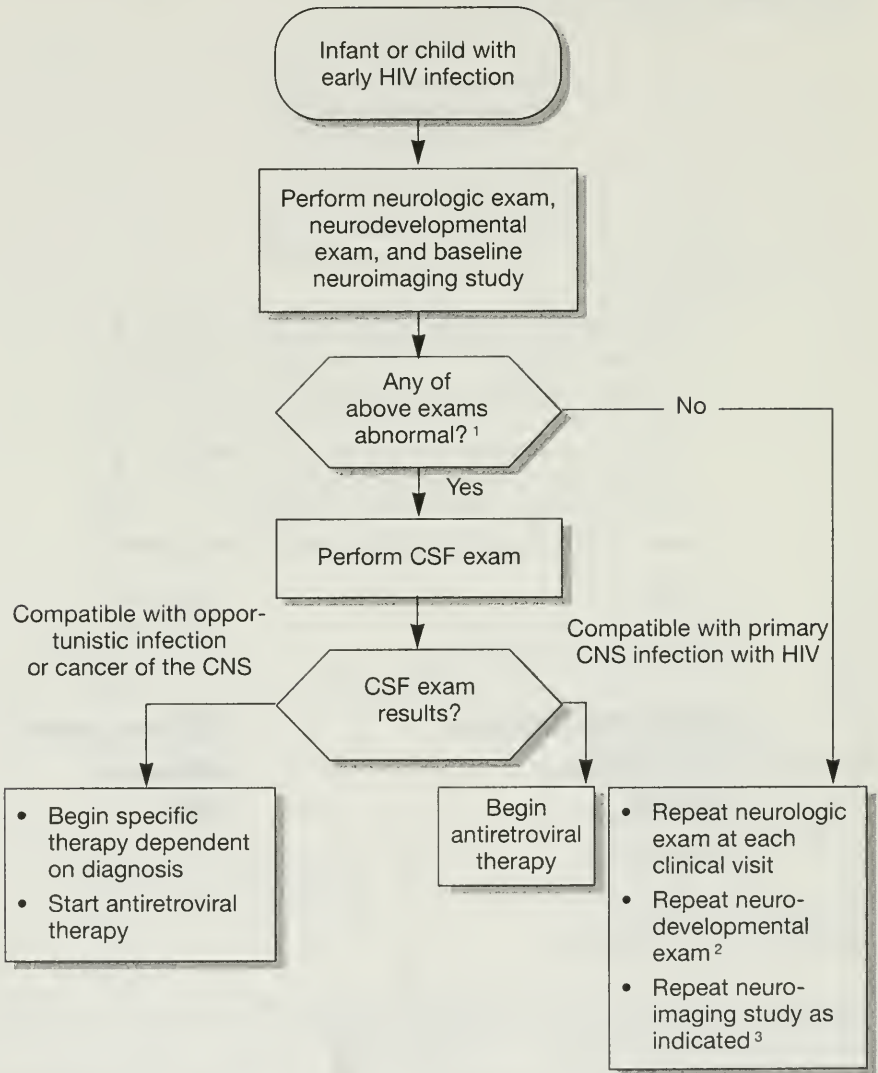 Infant or child with
early HIV infection
Perform neurologic exam,
neurodevelopmental
exam, and baseline
neuroimaging study
Any of
above exams
abnormal? 1
No
Yes
Perform CSF exam
Compatible with oppor-
tunistic infection
or cancer of the CNS
Compatible with primary
CNS infection with HIV
CSF exam
results?
• Begin specific
therapy dependent
on diagnosis
• Start antiretroviral
therapy
Begin
antiretroviral
therapy
• Repeat neurologic
exam at each
clinical visit
• Repeat neuro-
developmental
exam 2
• Repeat neuro-
imaging study as
indicated 3